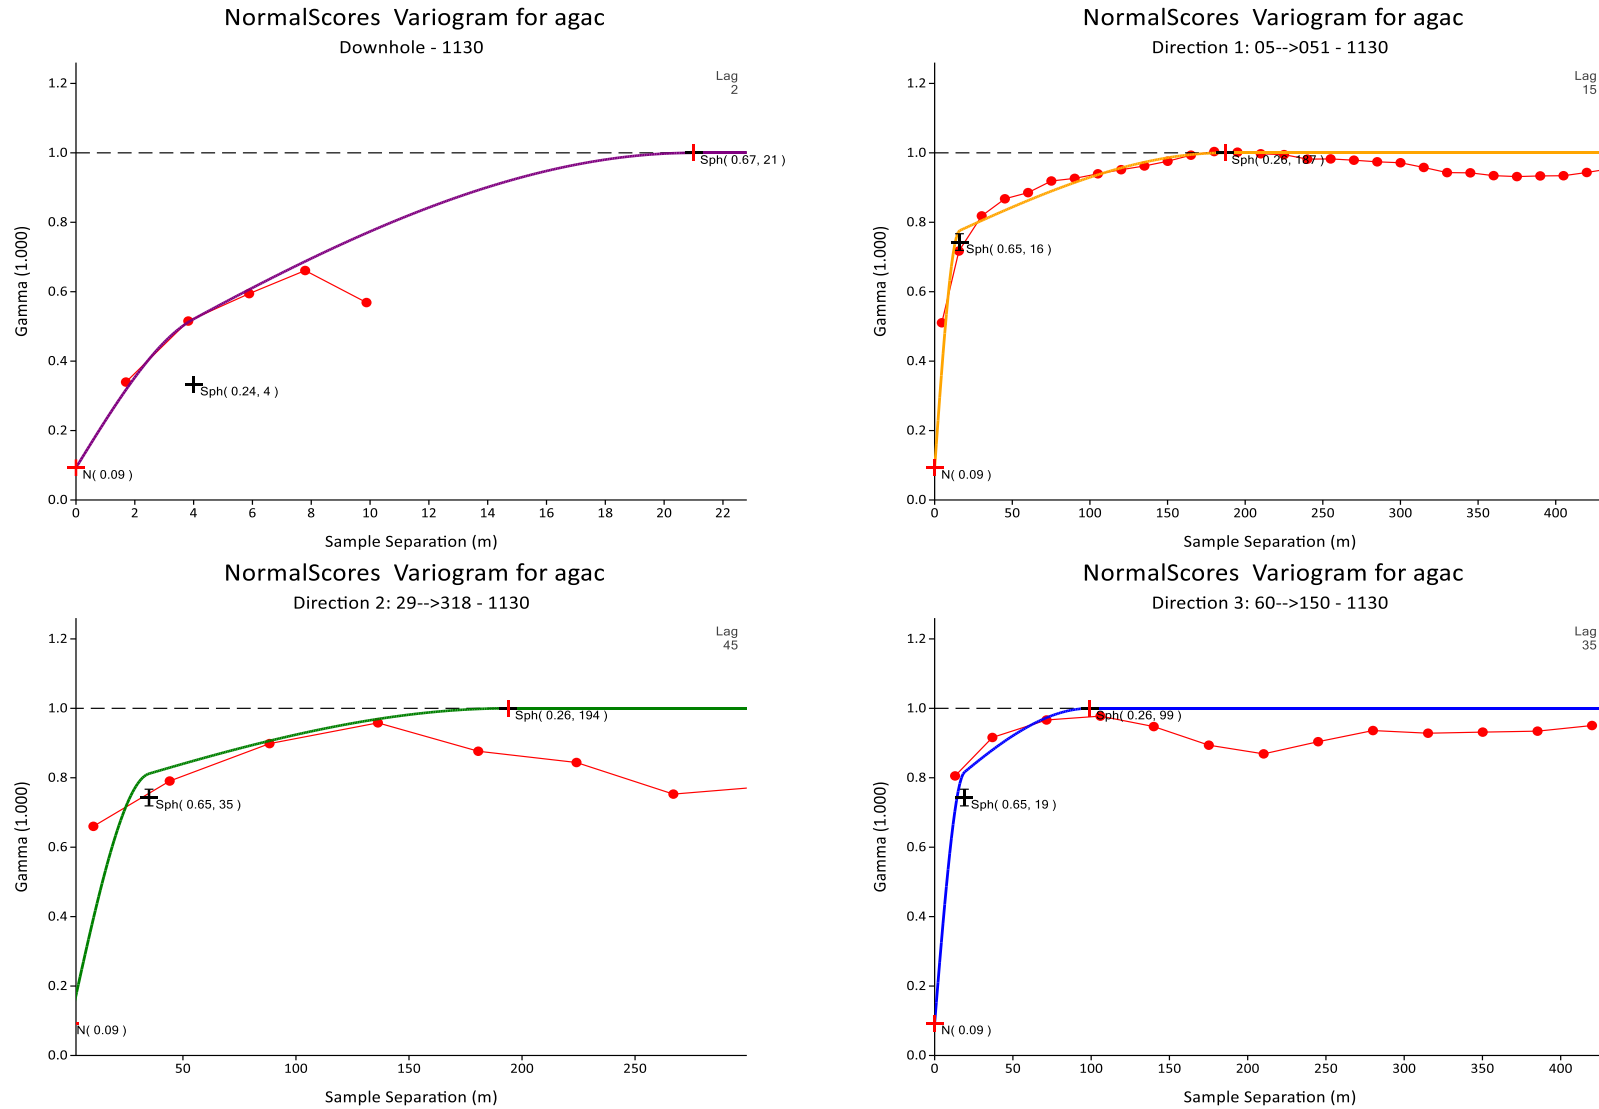 NormalScores  Variogram for agac
Downhole - 1130
Lag
2
1.2
1.0
0.8
0.6
0.4
0.2
0.0
Gamma (1.000)
Sph( 0.67, 21 )
Sph( 0.24, 4 )
N( 0.09 )
0 2 4 6 8 10 12 14 16 18 20 22
Sample Separation (m)
NormalScores  Variogram for agac
Direction 1: 05-->051 - 1130
Lag
15
1.2
1.0
0.8
0.6
0.4
0.2
0.0
Gamma (1.000)
Sph( 0.26, 187 )
Sph( 0.65, 16 )
N( 0.09 )
0 50 100 150 200 250 300 350 400
Sample Separation (m)
NormalScores  Variogram for agac
Direction 2: 29-->318 - 1130
Lag
45
1.2
1.0
0.8
0.6
0.4
0.2
0.0
Gamma (1.000)
Sph( 0.26, 194 )
Sph( 0.65, 35 )
N( 0.09 )
50 100 150 200 250
Sample Separation (m)
NormalScores  Variogram for agac
Direction 3: 60-->150 - 1130
Lag
35
1.2
1.0
0.8
0.6
0.4
0.2
0.0
Gamma (1.000)
Sph( 0.26, 99 )
Sph( 0.65, 19 )
N( 0.09 )
0 50 100 150 200 250 300 350 400
Sample Separation (m)